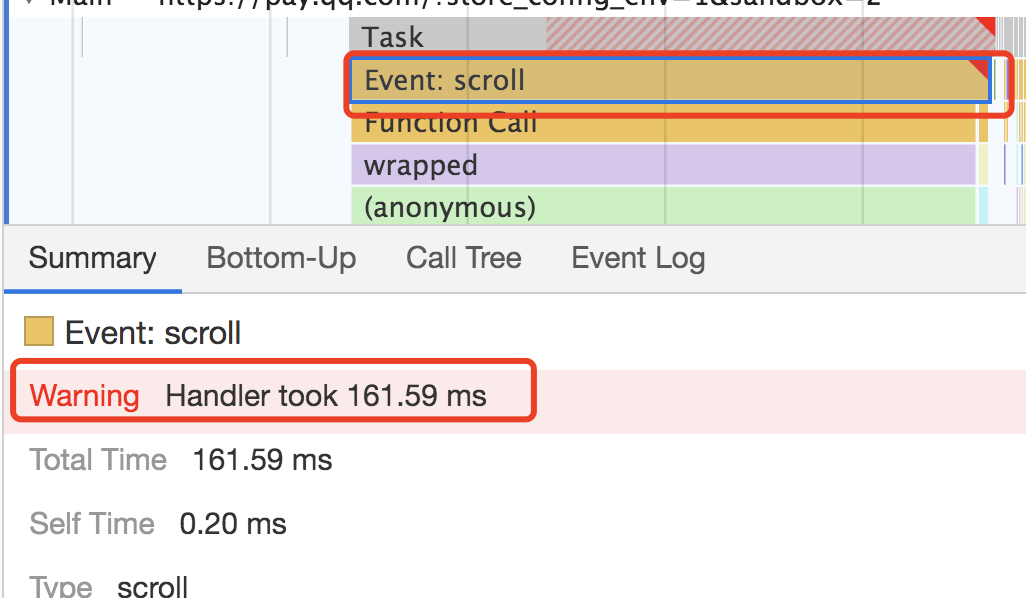 Main — https://pay.qq.com/?store_config_env=1&sandbox=2
Task
Event: scroll
Function Call
wrapped
(anonymous)
Summary Bottom-Up Call Tree Event Log
Event: scroll
Warning Handler took 161.59 ms
Total Time 161.59 ms
Self Time 0.20 ms
Type scroll